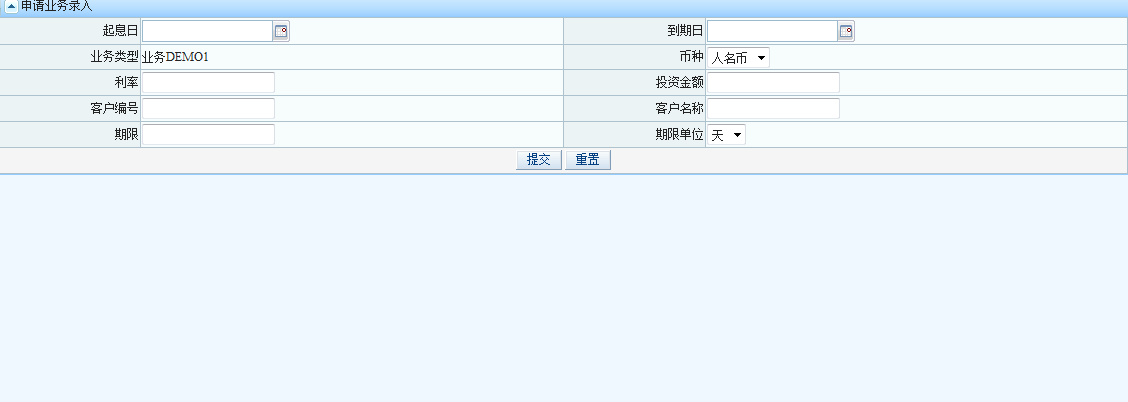 申请业务录入
起息日 到期日
业务类型 业务DEMO1 币种 人名币
利率 投资金额
客户编号 客户名称
期限 期限单位 天
提交 重置